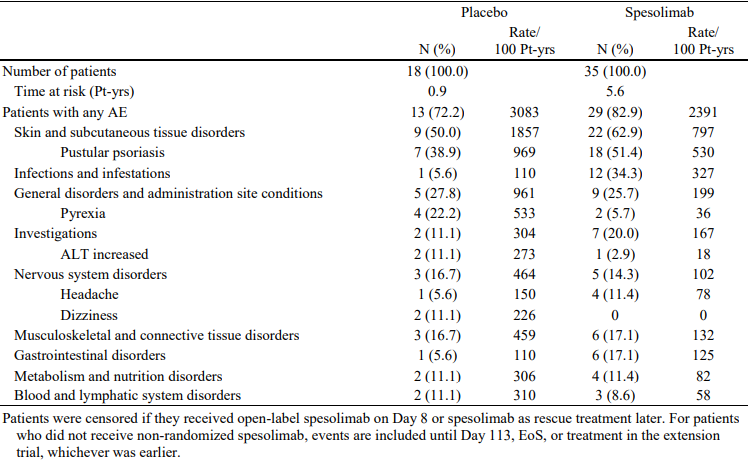 Placebo Spesolimab
N (%) Rate/ 100 Pt-yrs N (%) Rate/ 100 Pt-yrs
Number of patients 18 (100.0) 35 (100.0)
Time at risk (Pt-yrs) 0.9 5.6
Patients with any AE 13 (72.2) 3083 29 (82.9) 2391
Skin and subcutaneous tissue disorders 9 (50.0) 1857 22 (62.9) 797
Pustular psoriasis 7 (38.9) 969 18 (51.4) 530
Infections and infestations 1 (5.6) 110 12 (34.3) 327
General disorders and administration site conditions 5 (27.8) 961 9 (25.7) 199
Pyrexia 4 (22.2) 533 2 (5.7) 36
Investigations 2 (11.1) 304 7 (20.0) 167
ALT increased 2 (11.1) 273 1 (2.9) 18
Nervous system disorders 3 (16.7) 464 5 (14.3) 102
Headache 1 (5.6) 150 4 (11.4) 78
Dizziness 2 (11.1) 226 0 0
Musculoskeletal and connective tissue disorders 3 (16.7) 459 6 (17.1) 132
Gastrointestinal disorders 1 (5.6) 110 6 (17.1) 125
Metabolism and nutrition disorders 2 (11.1) 306 4 (11.4) 82
Blood and lymphatic system disorders 2 (11.1) 310 3 (8.6) 58
Patients were censored if they received open-label spesolimab on Day 8 or spesolimab as rescue treatment later. For patients
who did not receive non-randomized spesolimab, events are included until Day 113, EoS, or treatment in the extension
trial, whichever was earlier.